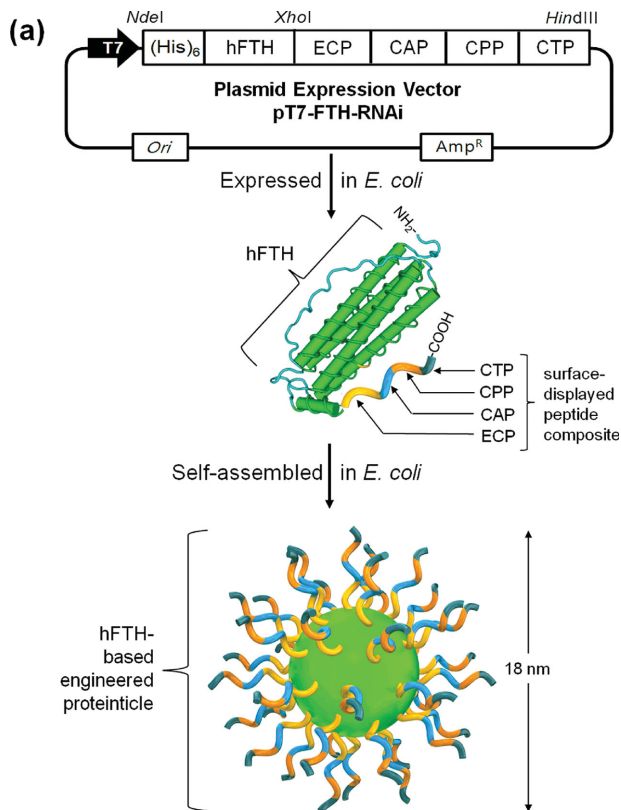 (a)
NdeI XhoI HindIII
T7 (His)6 hFTH ECP CAP CPP CTP
Plasmid Expression Vector
pT7-FTH-RNAi
Ori AmpR
Expressed in E. coli
NH2-
hFTH
COOH
CTP
CPP
CAP
ECP
surface-
displayed
peptide
composite
Self-assembled in E. coli
hFTH-
based
engineered
proteinticle
18 nm